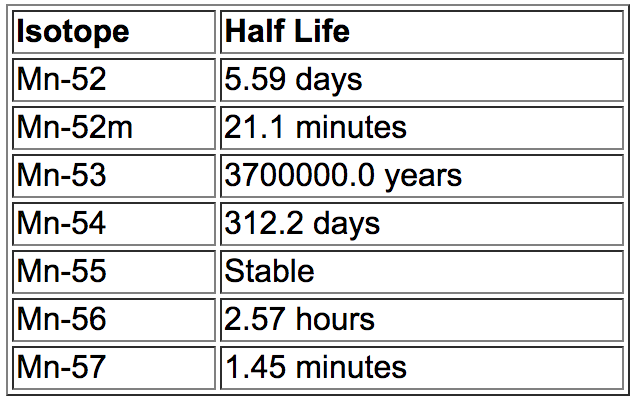 Isotope Half Life
Mn-52 5.59 days
Mn-52m 21.1 minutes
Mn-53 3700000.0 years
Mn-54 312.2 days
Mn-55 Stable
Mn-56 2.57 hours
Mn-57 1.45 minutes